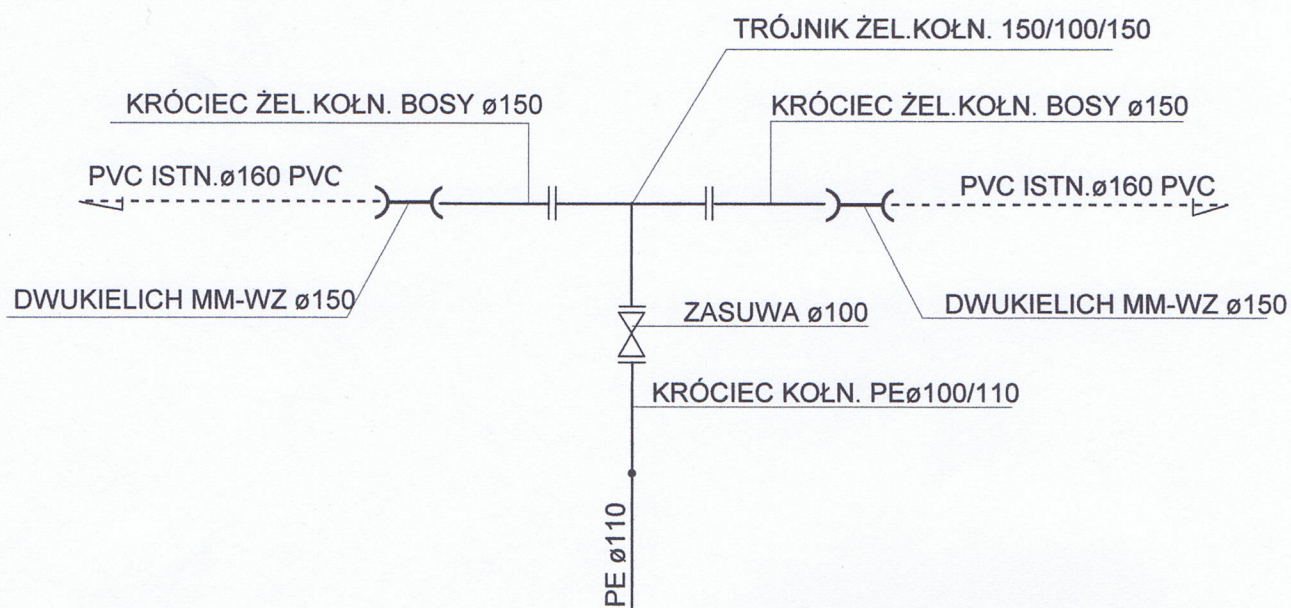 TRÓJNIK ŻEL.KOŁN. 150/100/150
KRÓCIEC ŻEL.KOŁN. BOSY ø150
KRÓCIEC ŻEL.KOŁN. BOSY ø150
PVC ISTN.ø160 PVC
PVC ISTN.ø160 PVC
DWUKIELICH MM-WZ ø150
ZASUWA ø100
DWUKIELICH MM-WZ ø150
KRÓCIEC KOŁN. PEø100/110
PE ø110